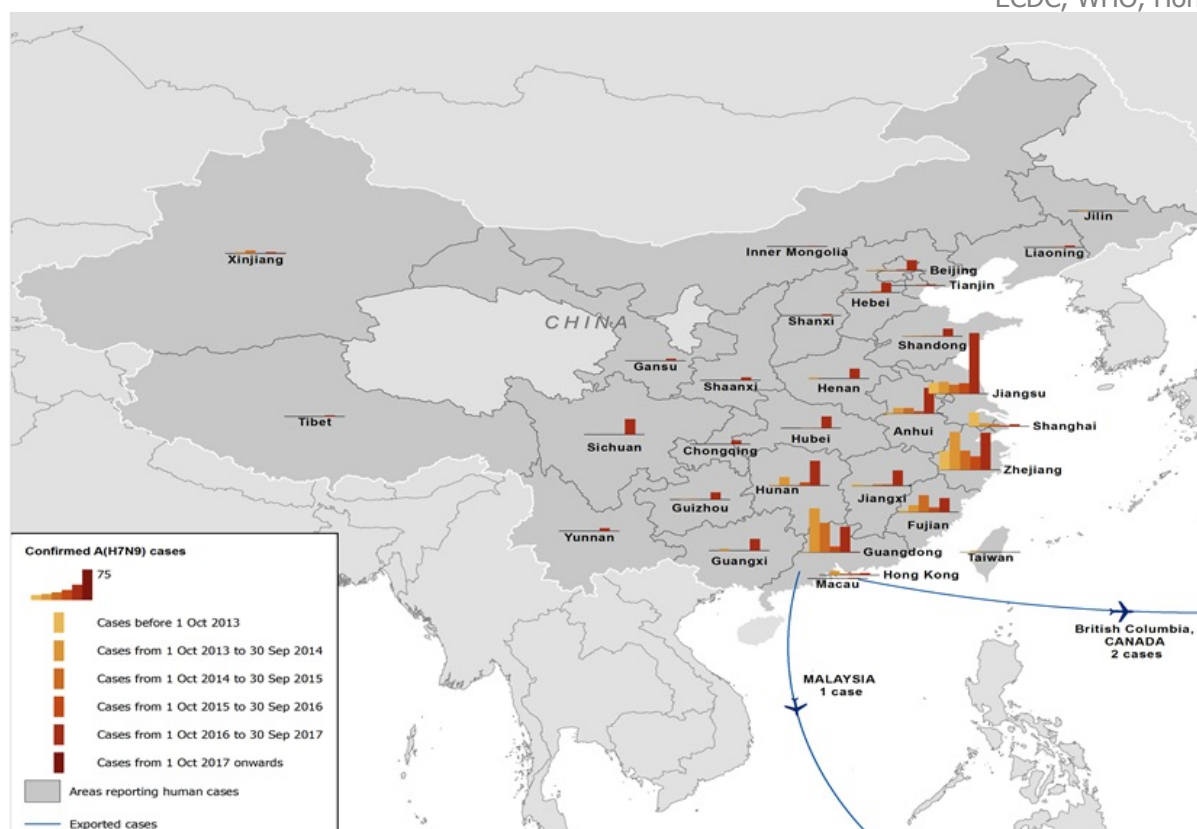 ECDC, WHO,
Jilin
Inner Mongolia
Liaoning
Xinjiang
Beijing
Tianjin
Hebei
CHINA
Shanxi
Shandong
Gansu
Shaanxi
Henan
Jiangsu
Tibet
Anhui
Shanghai
Sichuan
Hubei
Chongqing
Zhejiang
Hunan
Jiangxi
Guizhou
Fujian
Yunnan
Guangxi
Guangdong
Taiwan
Hong Kong
Macau
British Columbia,
CANADA
2 cases
MALAYSIA
1 case
Confirmed A(H7N9) cases
75
Cases before 1 Oct 2013
Cases from 1 Oct 2013 to 30 Sep 2014
Cases from 1 Oct 2014 to 30 Sep 2015
Cases from 1 Oct 2015 to 30 Sep 2016
Cases from 1 Oct 2016 to 30 Sep 2017
Cases from 1 Oct 2017 onwards
Areas reporting human cases
Exported cases